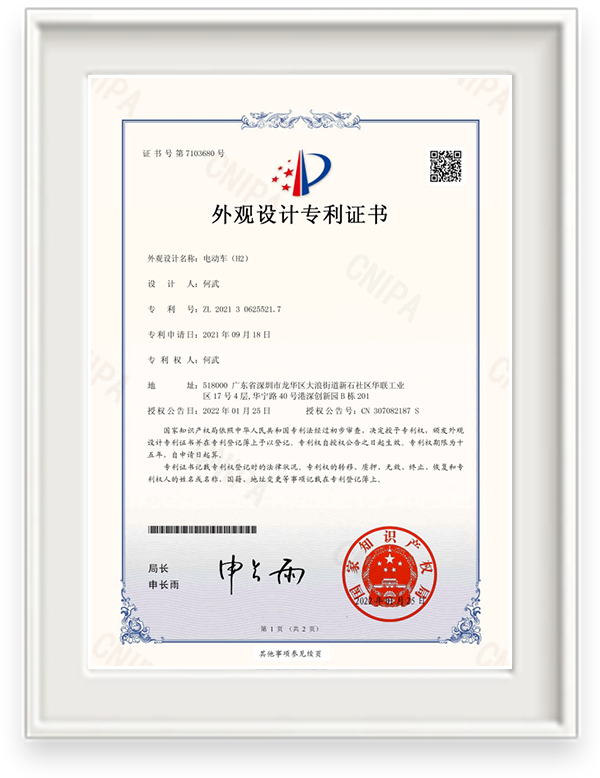 证书号第7103680号
外观设计专利证书
外观设计名称：电动车（H2）
设 计 人：何武
专 利 号：ZL 2021 3 0625521.7
专利申请日：2021年09月18日
专 利 权 人：何武
地 址：518000 广东省深圳市龙华区大浪街道新石社区华联工业
区17号4层,华宁路40号港深创新园B栋201
授权公告日：2022年01月25日 授权公告号：CN 307082187 S
国家知识产权局依照中华人民共和国专利法经过初步审查，决定授予专利权，颁发外观
设计专利证书并在专利登记簿上予以登记。专利权自授权公告之日起生效。专利权期限为十
五年，自申请日起算。
专利证书记载专利权登记时的法律状况。专利权的转移、质押、无效、终止、恢复和专
利权人的姓名或名称、国籍、地址变更等事项记载在专利登记簿上。
局长
申长雨
申长雨
国家知识产权局
2022年01月25日
第 1 页 （共 2 页）
其他事项参见续页
CNIPA
CNIPA
CNIPA
CNIPA
CNIPA
CNIPA